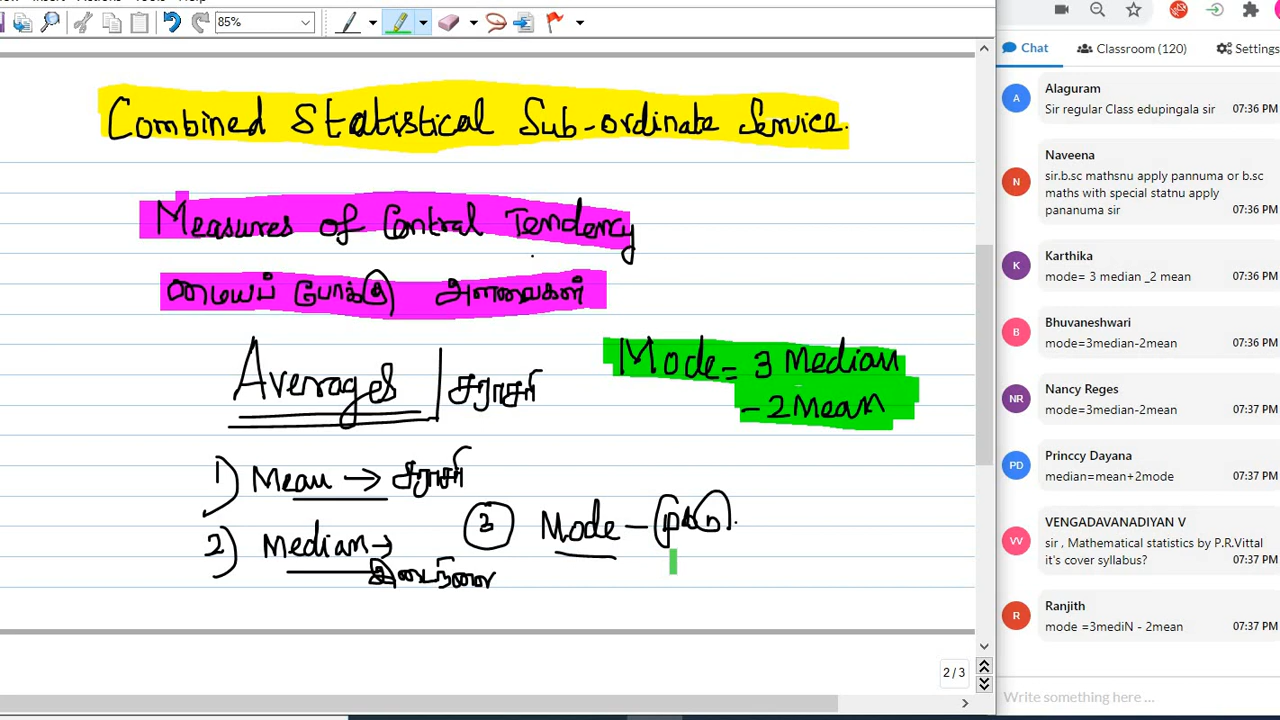 85%
Combined Statistical Sub-ordinate Service.
Measures of Central Tendency
மையப் போக்கு அளவைகள்
Averages | சராசரி
Mode = 3 Median
- 2 Mean
1) Mean → சராசரி
2) Median →
இடைநிலை
3 Mode - முகடு.
2 / 3
Chat
Classroom (120)
Settings
A
Alaguram
Sir regular Class edupingala sir
07:36 PM
N
Naveena
sir.b.sc mathsnu apply pannuma or b.sc
maths with special statnu apply
pananuma sir
07:36 PM
K
Karthika
mode= 3 median _2 mean
07:36 PM
B
Bhuvaneshwari
mode=3median-2mean
07:36 PM
NR
Nancy Reges
mode=3median-2mean
07:37 PM
PD
Princcy Dayana
median=mean+2mode
07:37 PM
VV
VENGADAVANADIYAN V
sir , Mathematical statistics by P.R.Vittal
it's cover syllabus?
07:37 PM
R
Ranjith
mode =3mediN - 2mean
07:37 PM
Write something here ...